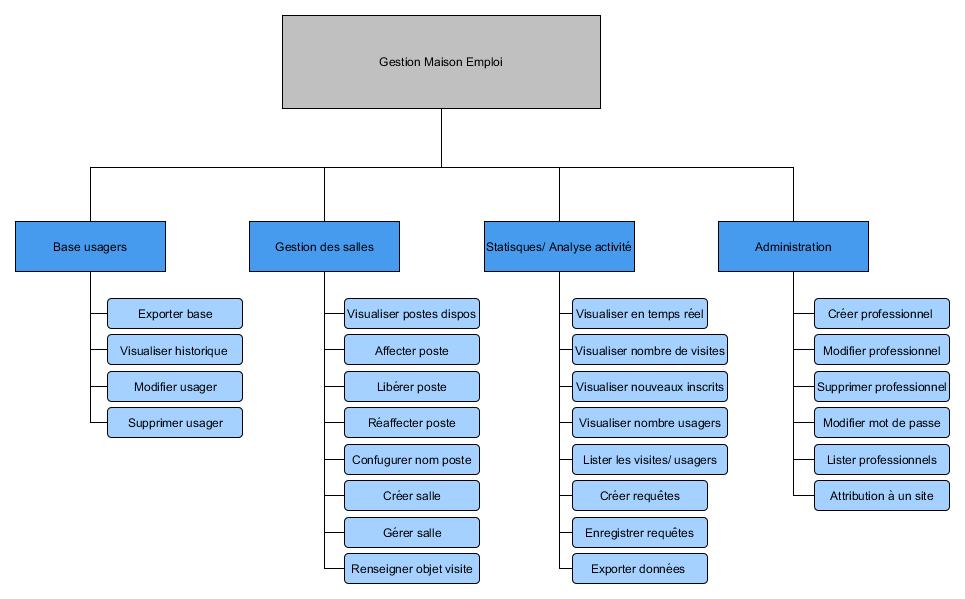 Gestion Maison Emploi
Base usagers
Exporter base
Visualiser historique
Modifier usager
Supprimer usager
Gestion des salles
Visualiser postes dispos
Affecter poste
Libérer poste
Réaffecter poste
Confugurer nom poste
Créer salle
Gérer salle
Renseigner objet visite
Statisques/ Analyse activité
Visualiser en temps réel
Visualiser nombre de visites
Visualiser nouveaux inscrits
Visualiser nombre usagers
Lister les visites/ usagers
Créer requêtes
Enregistrer requêtes
Exporter données
Administration
Créer professionnel
Modifier professionnel
Supprimer professionnel
Modifier mot de passe
Lister professionnels
Attribution à un site